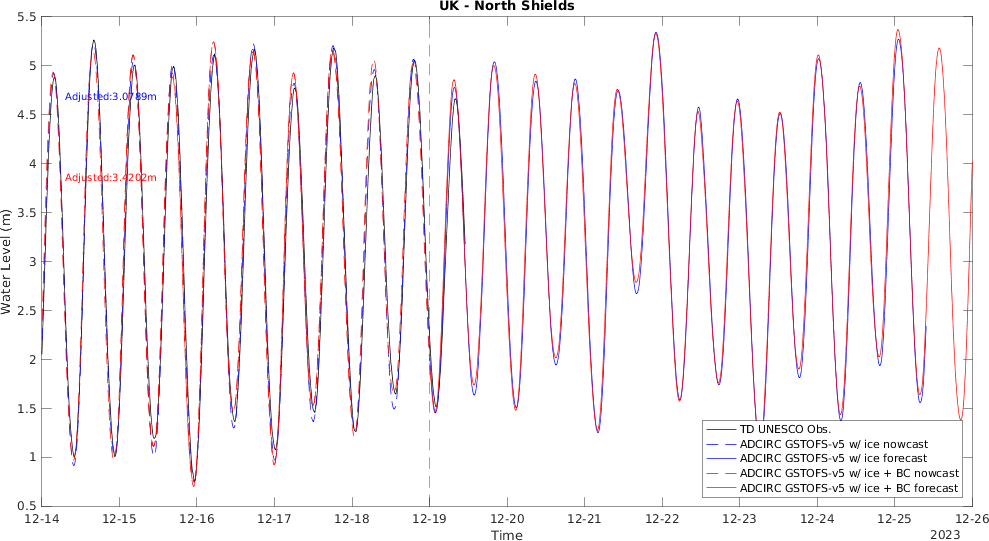 UK - North Shields
5.5
5
4.5
4
3.5
3
2.5
2
1.5
1
0.5
Water Level (m)
Adjusted:3.0789m
Adjusted:3.4202m
TD UNESCO Obs.
ADCIRC GSTOFS-v5 w/ ice nowcast
ADCIRC GSTOFS-v5 w/ ice forecast
ADCIRC GSTOFS-v5 w/ ice + BC nowcast
ADCIRC GSTOFS-v5 w/ ice + BC forecast
12-14 12-15 12-16 12-17 12-18 12-19 12-20 12-21 12-22 12-23 12-24 12-25 12-26
Time
2023